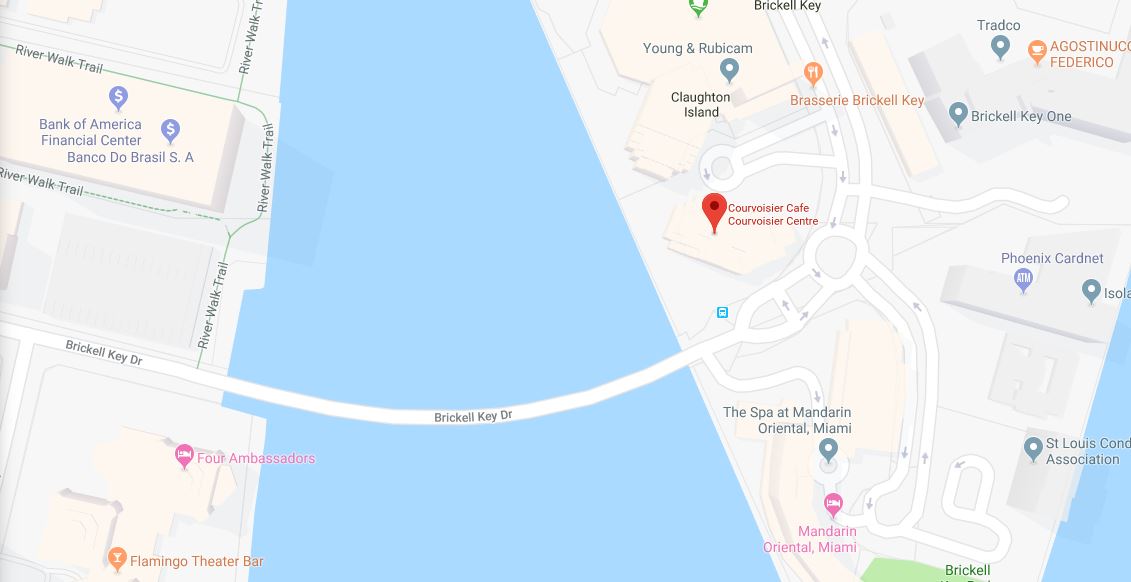 Brickell Key
River Walk Tr
River Walk Trail
Tradco
Young & Rubicam
AGOSTINUCC
FEDERICO
Claughton
Island
Brasserie Brickell Key
Brickell Key One
Bank of America
Financial Center
Banco Do Brasil S. A
River Walk Trail
River Walk Trail
Courvoisier Cafe
Courvoisier Centre
Phoenix Cardnet
ATM
Isola
River Walk Trail
Brickell Key Dr
Brickell Key Dr
The Spa at Mandarin
Oriental, Miami
St Louis Cond
Association
Four Ambassadors
Mandarin
Oriental, Miami
Flamingo Theater Bar
Brickell